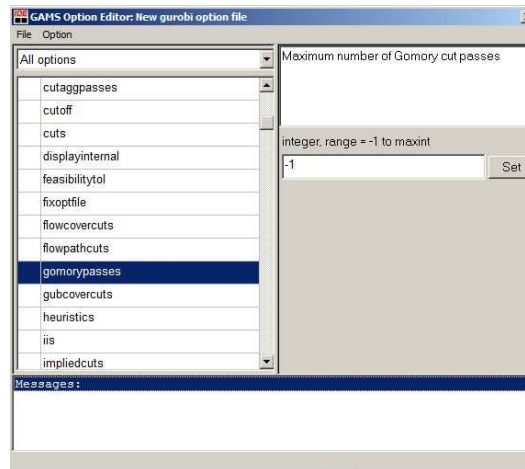 IDE GAMS Option Editor: New gurobi option file
File Option
All options
cutaggpasses
cutoff
cuts
displayinternal
feasibilitytol
fixoptfile
flowcovercuts
flowpathcuts
gomorypasses
gubcovercuts
heuristics
iis
impliedcuts
Maximum number of Gomory cut passes
integer, range = -1 to maxint
-1
Set
Messages: